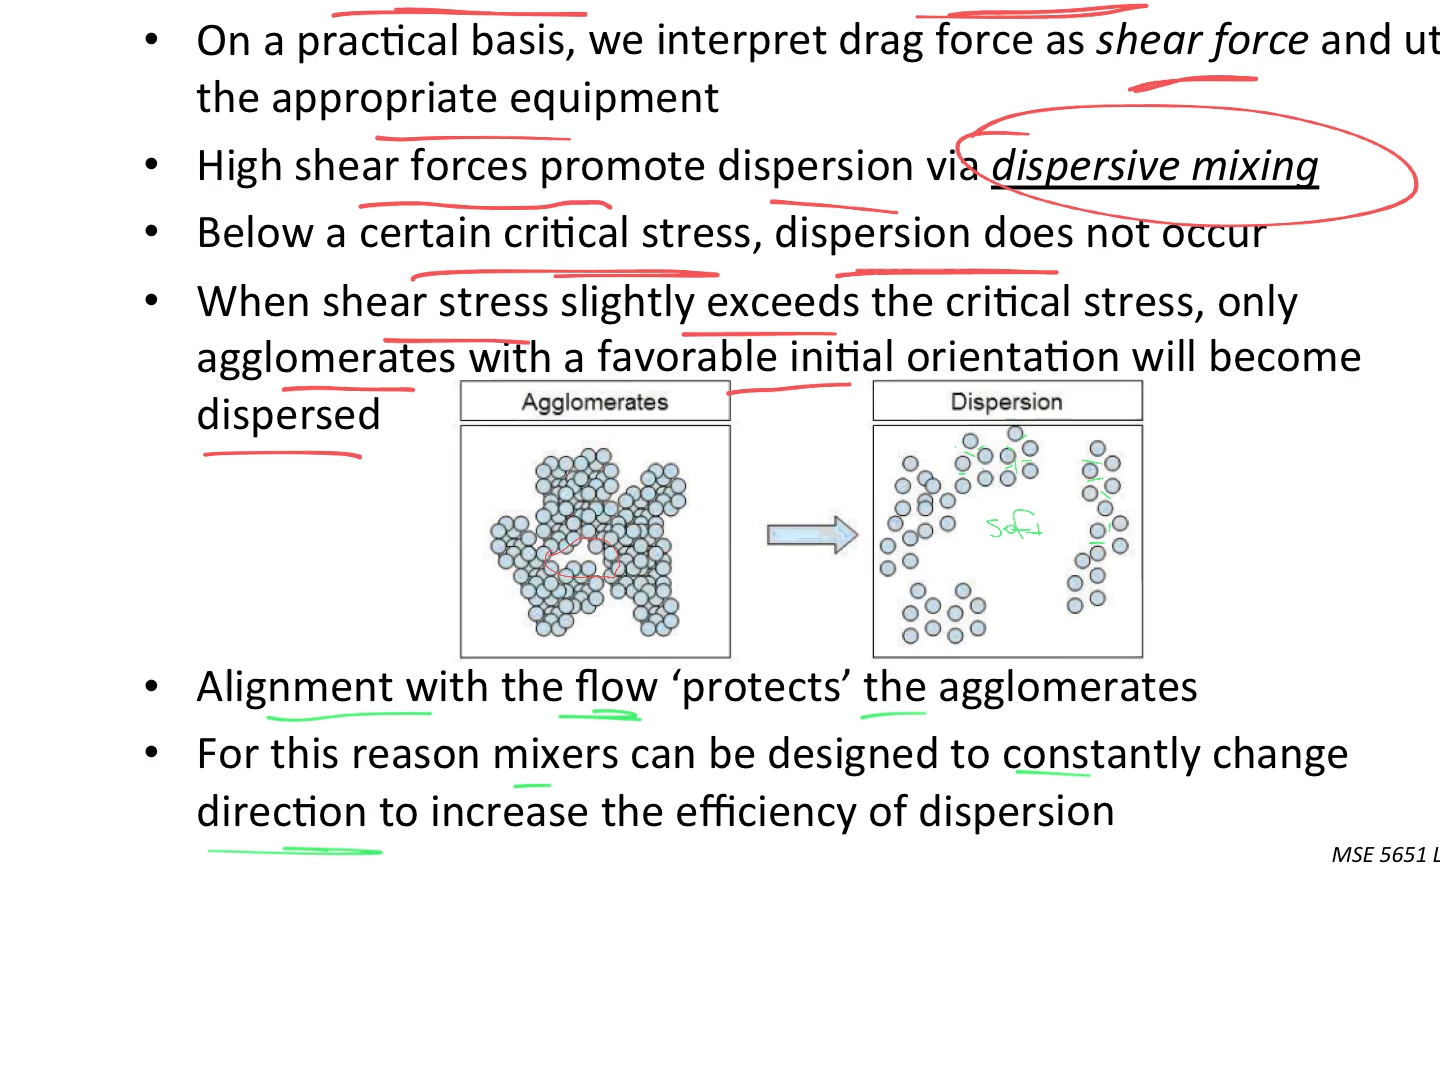 • On a practical basis, we interpret drag force as shear force and ut
the appropriate equipment
• High shear forces promote dispersion via dispersive mixing
• Below a certain critical stress, dispersion does not occur
• When shear stress slightly exceeds the critical stress, only
agglomerates with a favorable initial orientation will become
dispersed
Agglomerates
Dispersion
soft
• Alignment with the flow ‘protects’ the agglomerates
• For this reason mixers can be designed to constantly change
direction to increase the efficiency of dispersion
MSE 5651 L